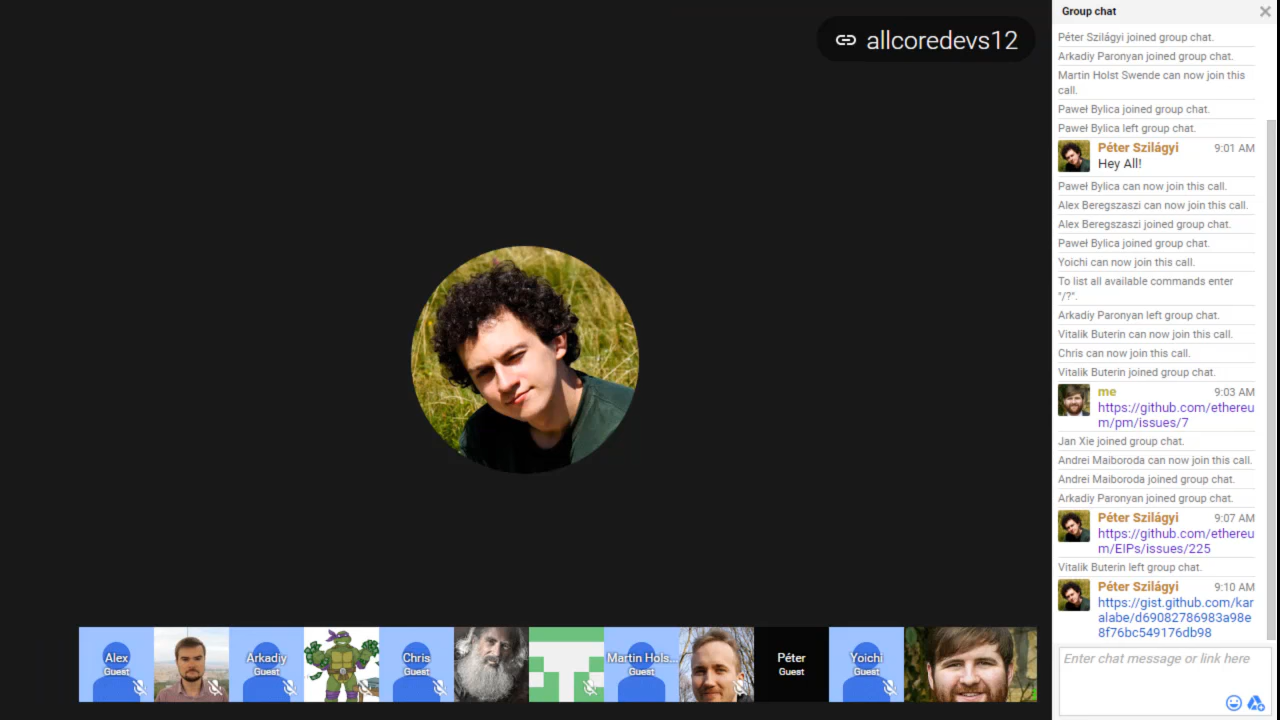 allcoredevs12
Group chat
Péter Szilágyi joined group chat.
Arkadiy Paronyan joined group chat.
Martin Holst Swende can now join this
call.
Paweł Bylica joined group chat.
Paweł Bylica left group chat.
Péter Szilágyi 9:01 AM
Hey All!
Paweł Bylica can now join this call.
Alex Beregszaszi can now join this call.
Alex Beregszaszi joined group chat.
Paweł Bylica joined group chat.
Yoichi can now join this call.
To list all available commands enter
"/?".
Arkadiy Paronyan left group chat.
Vitalik Buterin can now join this call.
Chris can now join this call.
Vitalik Buterin joined group chat.
me 9:03 AM
https://github.com/ethereu
m/pm/issues/7
Jan Xie joined group chat.
Andrei Maiboroda can now join this call.
Andrei Maiboroda joined group chat.
Arkadiy Paronyan joined group chat.
Péter Szilágyi 9:07 AM
https://github.com/ethereu
m/EIPs/issues/225
Vitalik Buterin left group chat.
Péter Szilágyi 9:10 AM
https://gist.github.com/kar
alabe/d69082786983a98e
8f76bc549176db98
Enter chat message or link here
Alex
Guest
Arkadiy
Guest
Chris
Guest
Martin Hols...
Guest
Péter
Guest
Yoichi
Guest